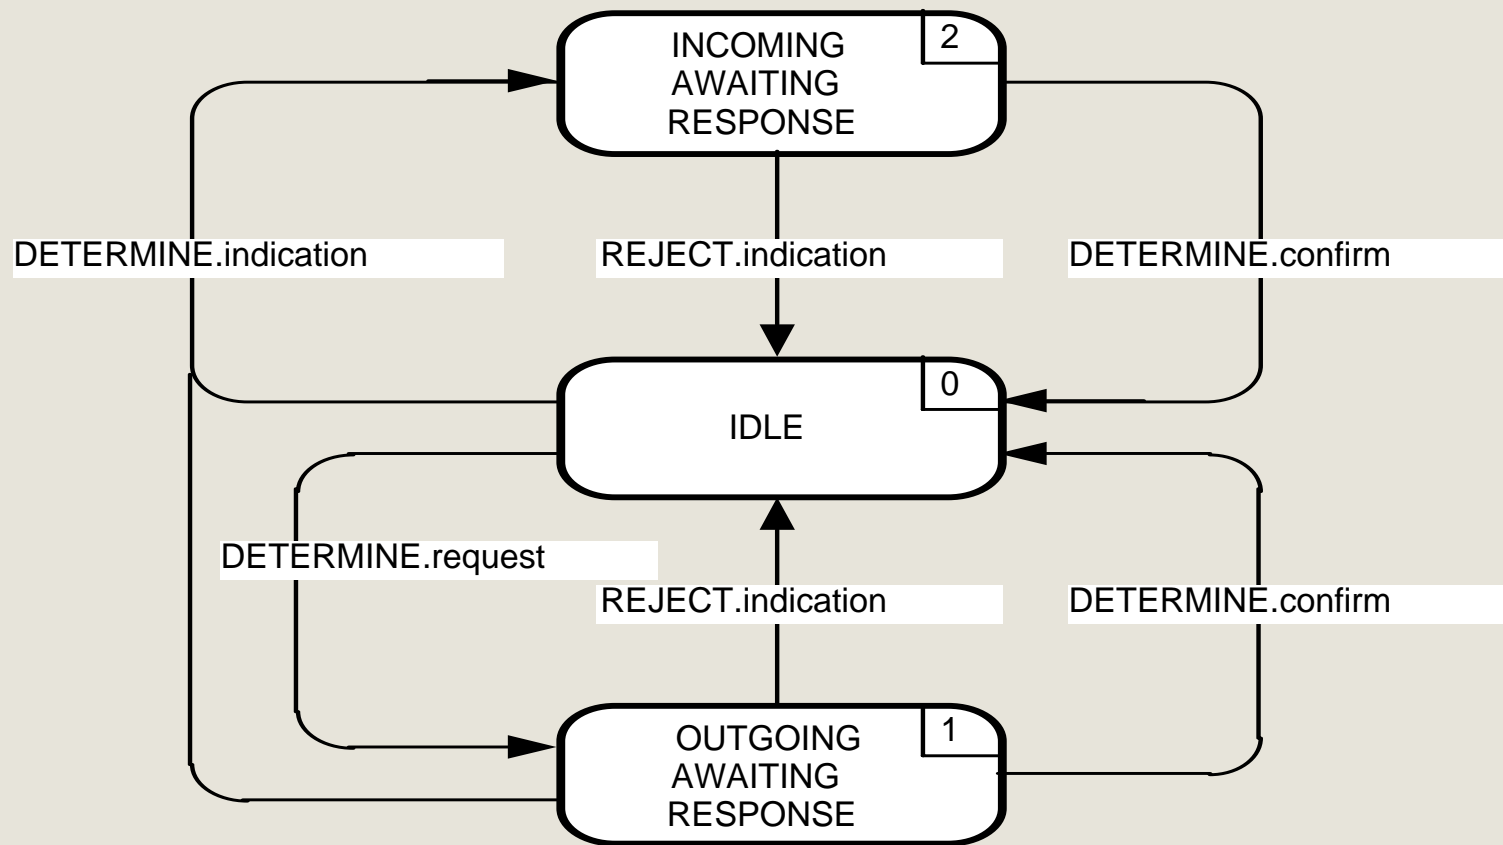 INCOMING
AWAITING
RESPONSE
2
DETERMINE.indication
REJECT.indication
DETERMINE.confirm
IDLE
0
DETERMINE.request
REJECT.indication
DETERMINE.confirm
OUTGOING
AWAITING
RESPONSE
1